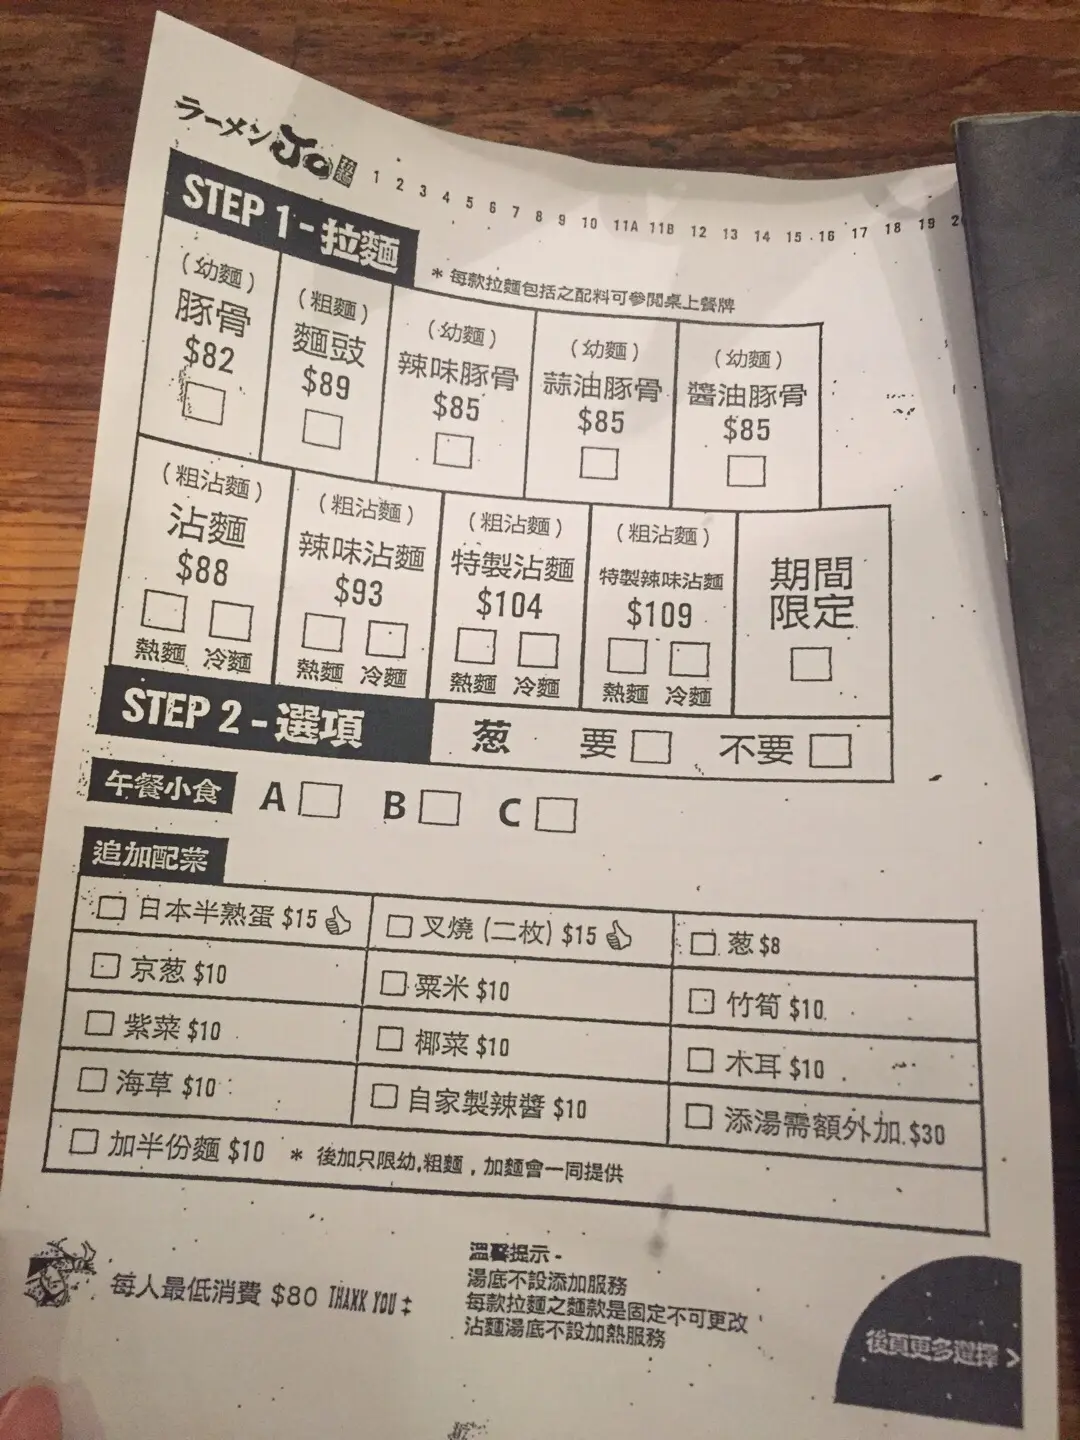 ラーメン Jo
1 2 3 4 5 6 7 8 9 10 11A 11B 12 13 14 15 16 17 18 19
STEP 1 - 拉麵
* 每款拉麵包括之配料可參閱桌上餐牌
(幼麵) (粗麵) (幼麵) (幼麵) (幼麵)
豚骨 麵豉 辣味豚骨 蒜油豚骨 醬油豚骨
$82 $89 $85 $85 $85
(粗沾麵) (粗沾麵) (粗沾麵) (粗沾麵)
沾麵 辣味沾麵 特製沾麵 特製辣味沾麵 期間
$88 $93 $104 $109 限定
熱麵 冷麵 熱麵 冷麵 熱麵 冷麵 熱麵 冷麵
STEP 2 - 選項 葱 要 不要
午餐小食 A B C
追加配菜
日本半熟蛋 $15 叉燒 (二枚) $15 葱 $8
京葱 $10 粟米 $10 竹筍 $10
紫菜 $10 椰菜 $10 木耳 $10
海草 $10 自家製辣醬 $10 添湯需額外加 $30
加半份麵 $10 * 後加只限幼,粗麵,加麵會一同提供
每人最低消費 $80 THANK YOU
溫馨提示 -
湯底不設添加服務
每款拉麵之麵款是固定不可更改
沾麵湯底不設加熱服務
後頁更多選擇 >